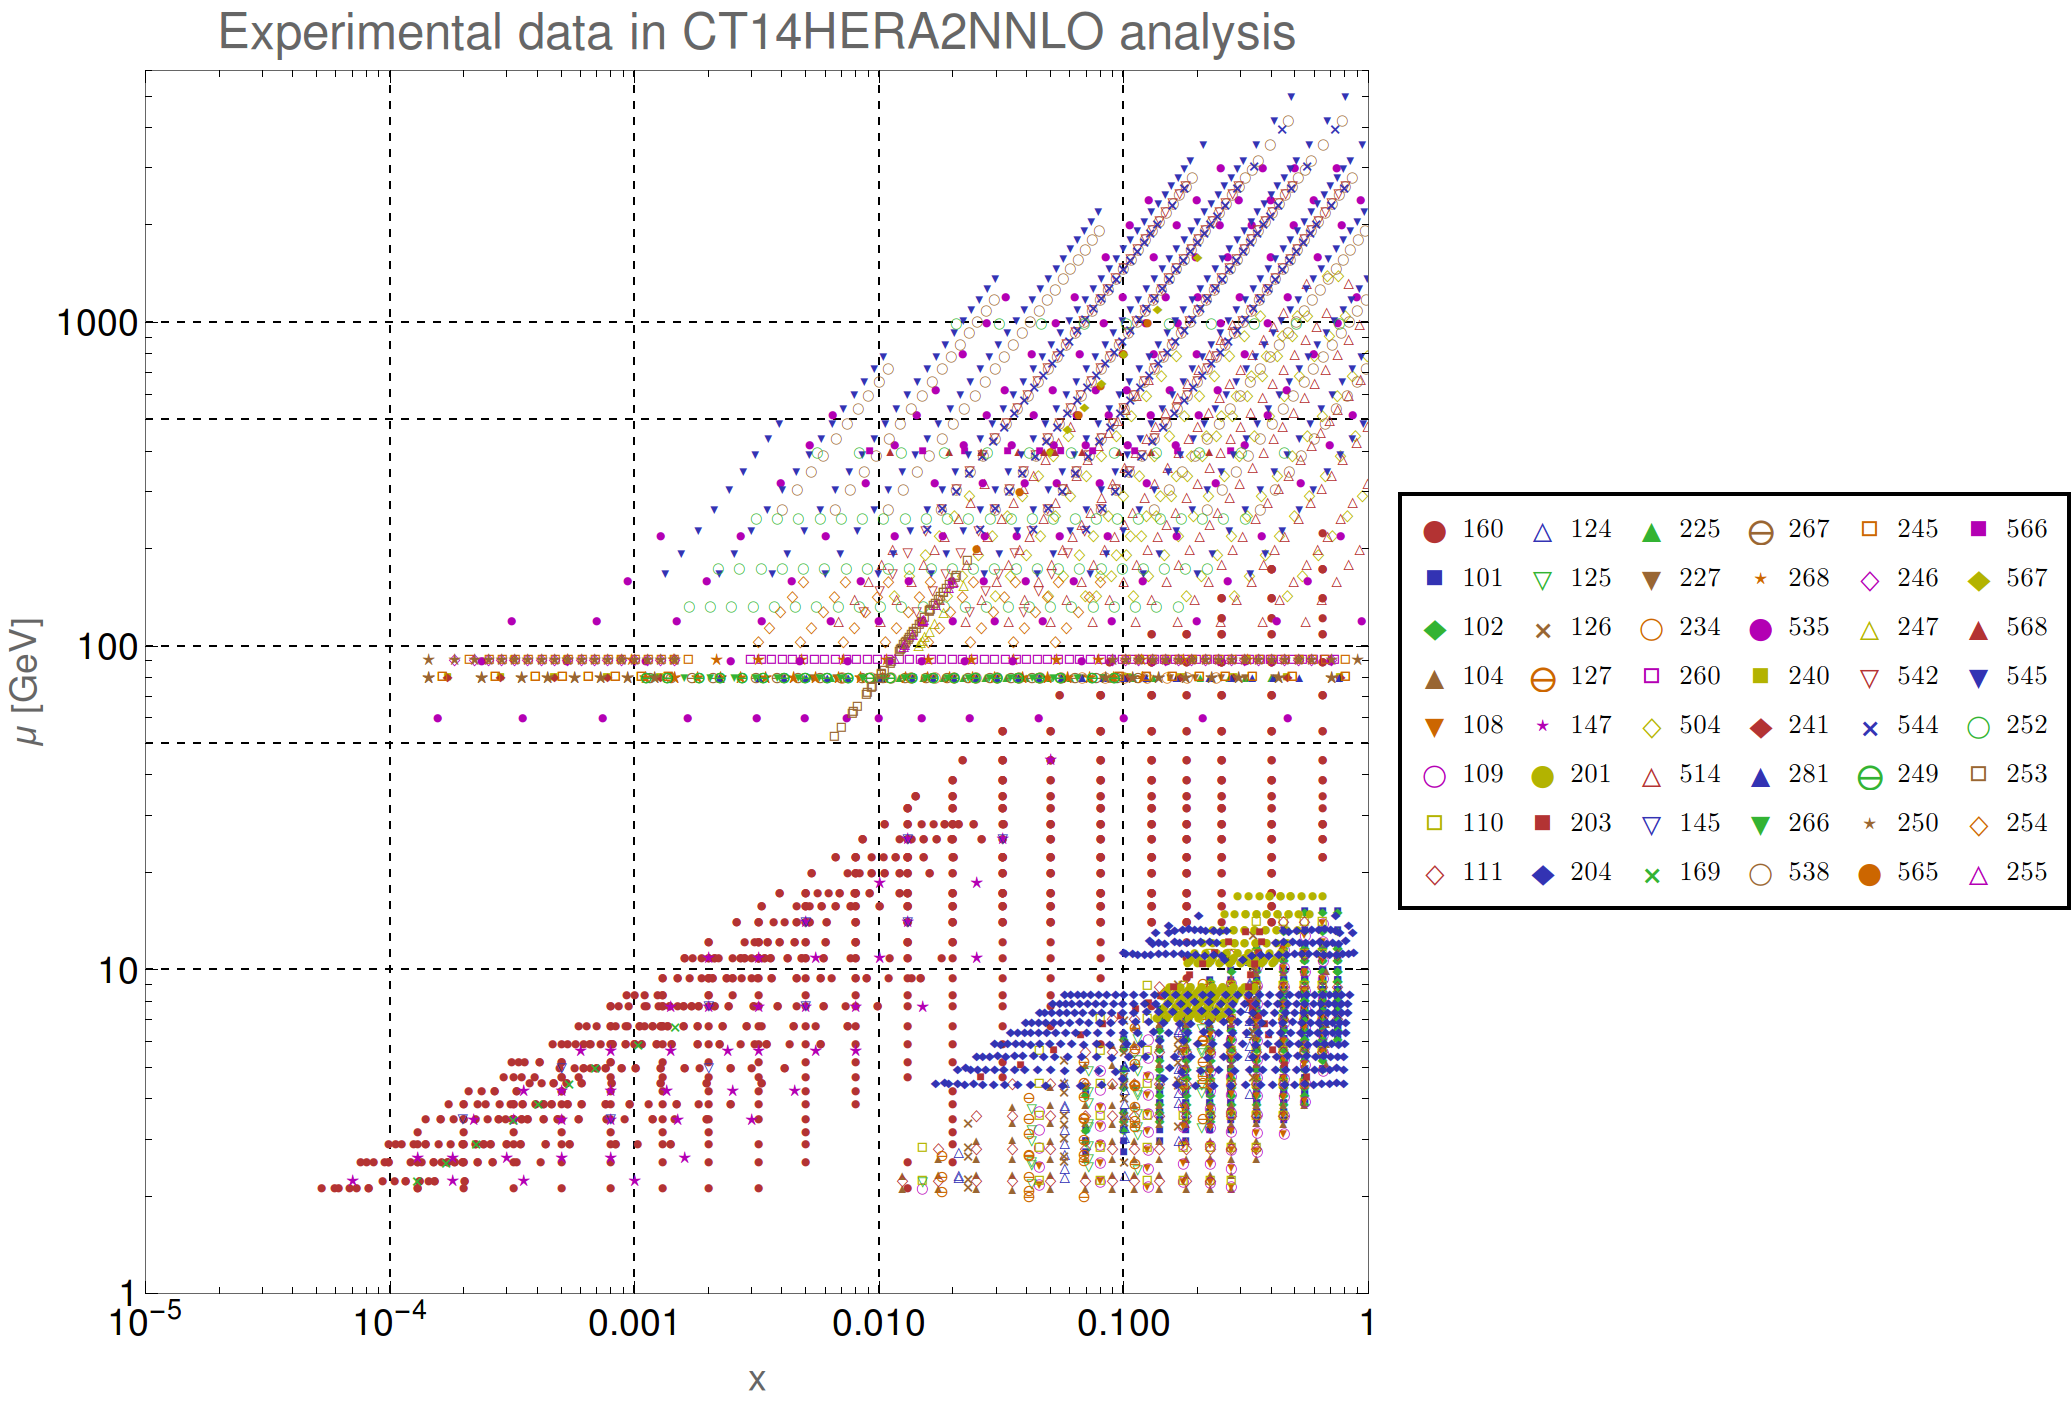 Experimental data in CT14HERA2NNLO analysis
μ [GeV]
1000
100
10
1
10−5
10−4
0.001
0.010
0.100
1
x
160 124 225 267 245 566
101 125 227 268 246 567
102 126 234 535 247 568
104 127 260 240 542 545
108 147 504 241 544 252
109 201 514 281 249 253
110 203 145 266 250 254
111 204 169 538 565 255